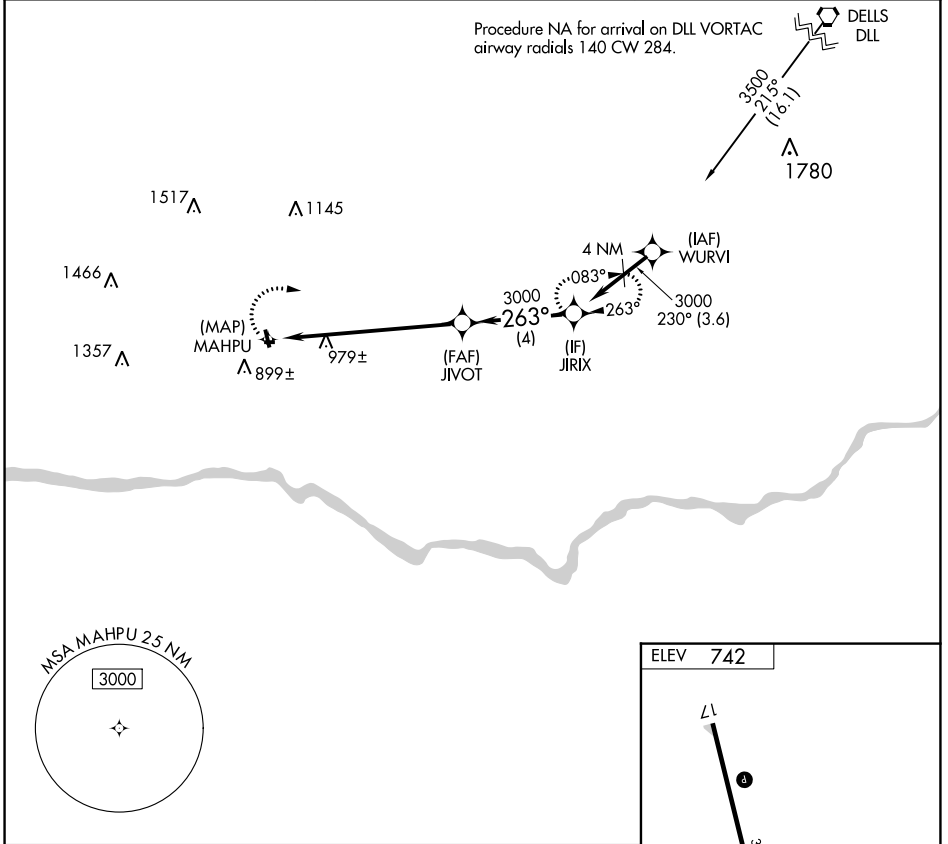 Procedure NA for arrival on DLL VORTAC
airway radials 140 CW 284.
DELLS
DLL
3500
215°
(16.1)
1780
1517
1145
1466
1357
(MAP)
MAHPU
899±
979±
(FAF)
JIVOT
3000
263°
(4)
(IF)
JIRIX
083°
263°
4 NM
(IAF)
WURVI
3000
230° (3.6)
MSA MAHPU 25 NM
3000
ELEV 742
17
P